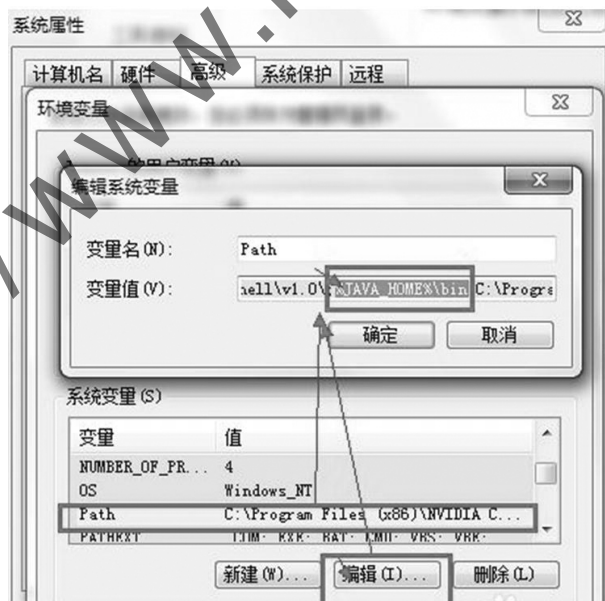 系统属性
计算机名 硬件 高级 系统保护 远程
环境变量
编辑系统变量
变量名(N): Path
变量值(V): hell\v1.0\;%JAVA_HOME%\bin C:\Progra
确定 取消
系统变量(S)
变量 值
NUMBER_OF_PR... 4
OS Windows_NT
Path C:\Program Files (x86)\NVIDIA C...
新建(W)... 编辑(I)... 删除(L)
www.